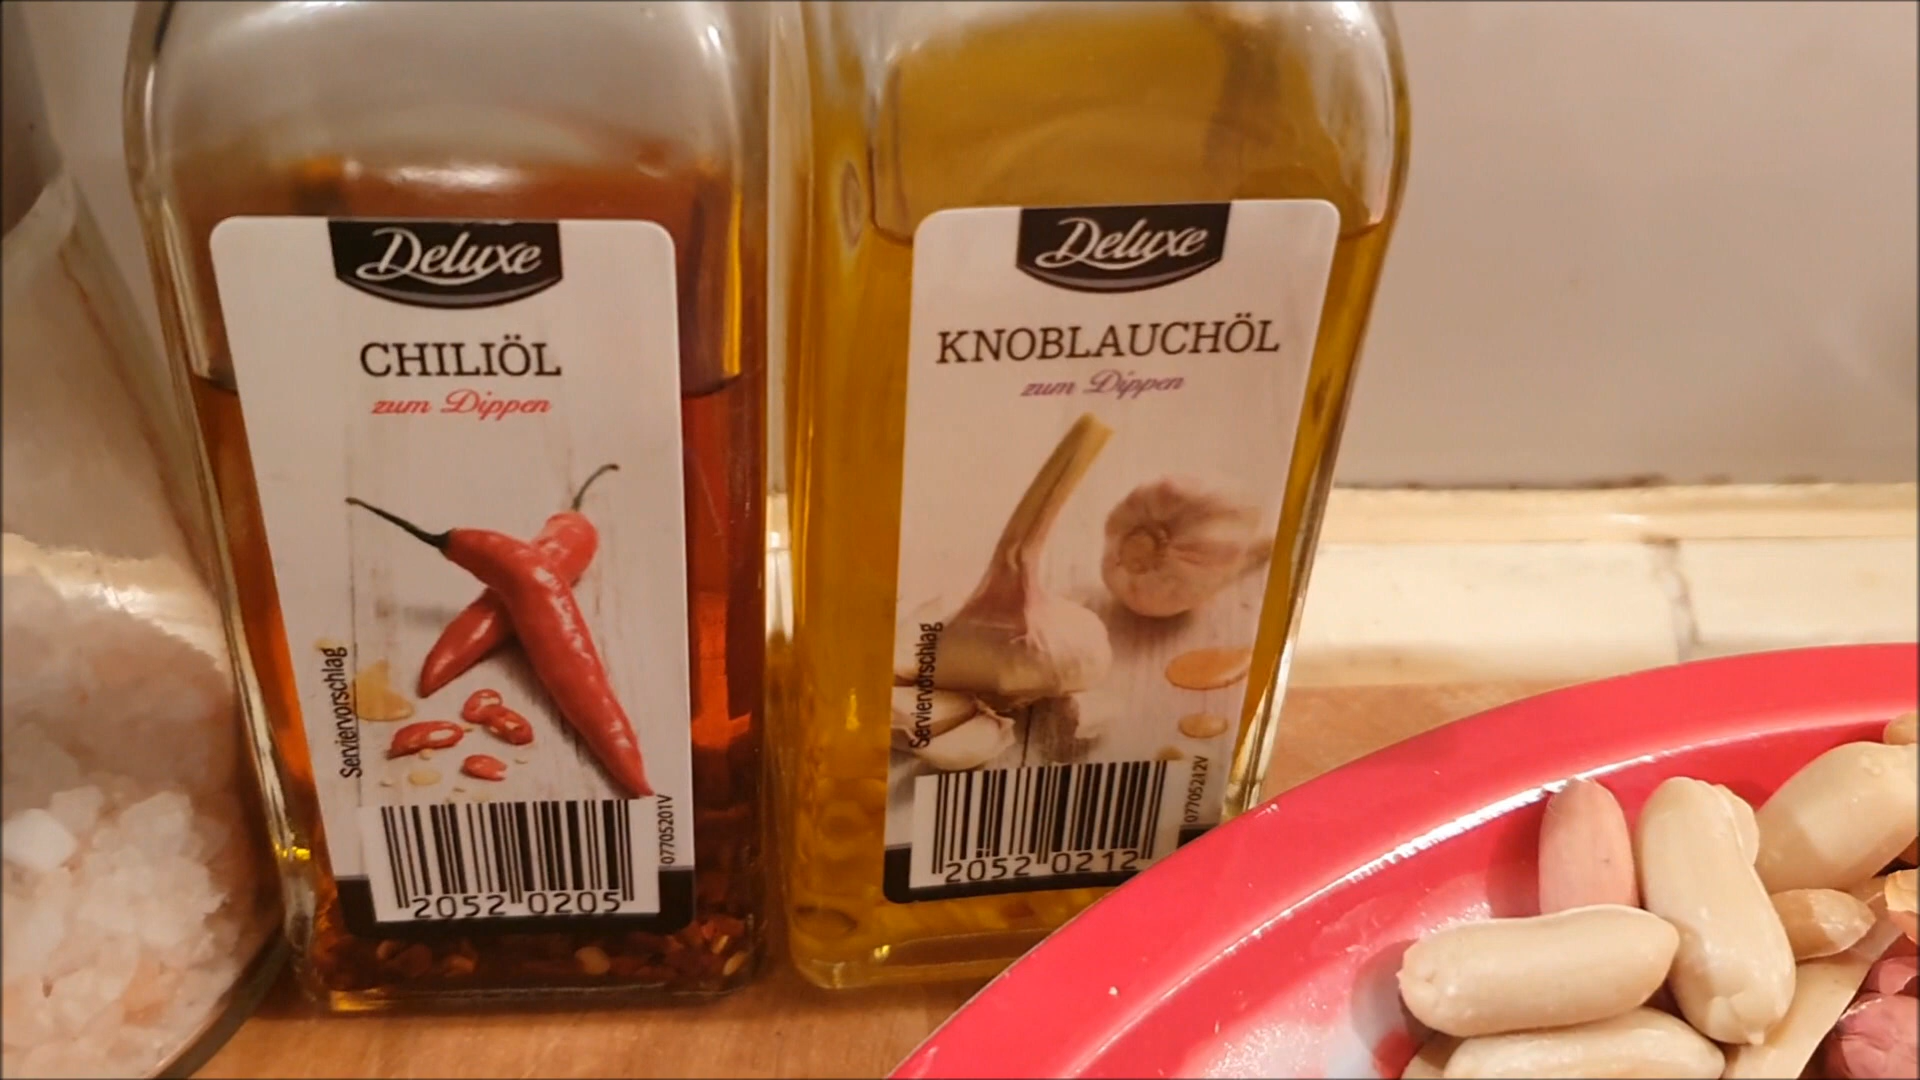 Deluxe
CHILIÖL
zum Dippen
Serviervorschlag
07705201V
2052 0205
Deluxe
KNOBLAUCHÖL
zum Dippen
Serviervorschlag
07705212V
2052 0212